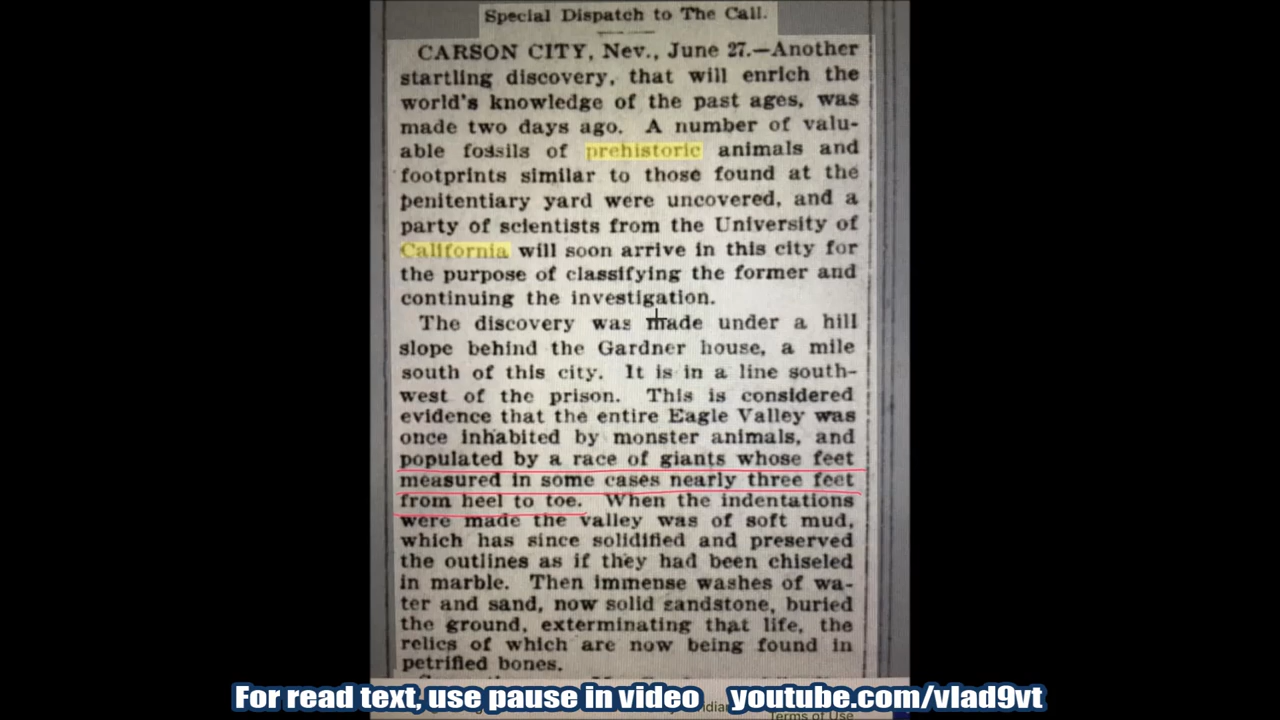 Special Dispatch to The Call.
CARSON CITY, Nev., June 27.—Another
startling discovery, that will enrich the
world's knowledge of the past ages, was
made two days ago. A number of valu-
able fossils of prehistoric animals and
footprints similar to those found at the
penitentiary yard were uncovered, and a
party of scientists from the University of
California will soon arrive in this city for
the purpose of classifying the former and
continuing the investigation.
The discovery was made under a hill
slope behind the Gardner house, a mile
south of this city. It is in a line south-
west of the prison. This is considered
evidence that the entire Eagle Valley was
once inhabited by monster animals, and
populated by a race of giants whose feet
measured in some cases nearly three feet
from heel to toe. When the indentations
were made the valley was of soft mud,
which has since solidified and preserved
the outlines as if they had been chiseled
in marble. Then immense washes of wa-
ter and sand, now solid sandstone, buried
the ground, exterminating that life, the
relics of which are now being found in
petrified bones.
For read text, use pause in video youtube.com/vlad9vt
Terms of Use